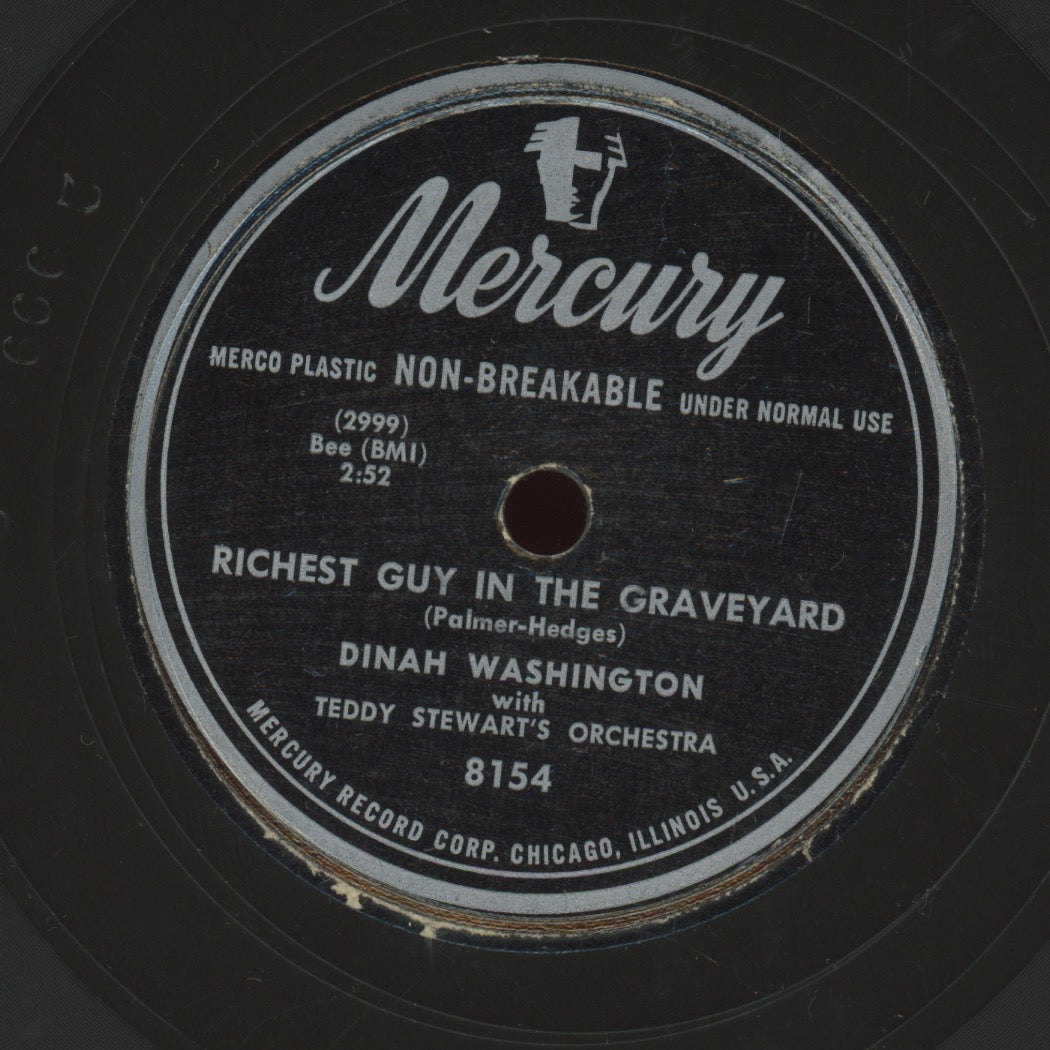 Mercury
MERCO PLASTIC NON-BREAKABLE UNDER NORMAL USE
(2999)
Bee (BMI)
2:52
RICHEST GUY IN THE GRAVEYARD
(Palmer-Hedges)
DINAH WASHINGTON
with
TEDDY STEWART'S ORCHESTRA
8154
MERCURY RECORD CORP. CHICAGO, ILLINOIS U.S.A.